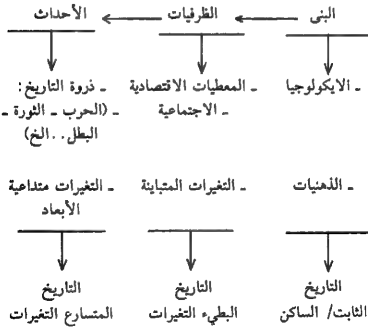 البنى الظرفيات الأحداث
ـ الايكولوجيا ـ المعطيات الاقتصادية ـ ذروة التاريخ:
ـ الاجتماعية ـ (الحرب ـ الثورة ـ
البطل..الخ)
ـ الذهنيات ـ التغيرات المتباينة ـ التغيرات متداعية
الأبعاد
التاريخ التاريخ التاريخ
الثابت/ الساكن البطيء التغيرات المتسارع التغيرات